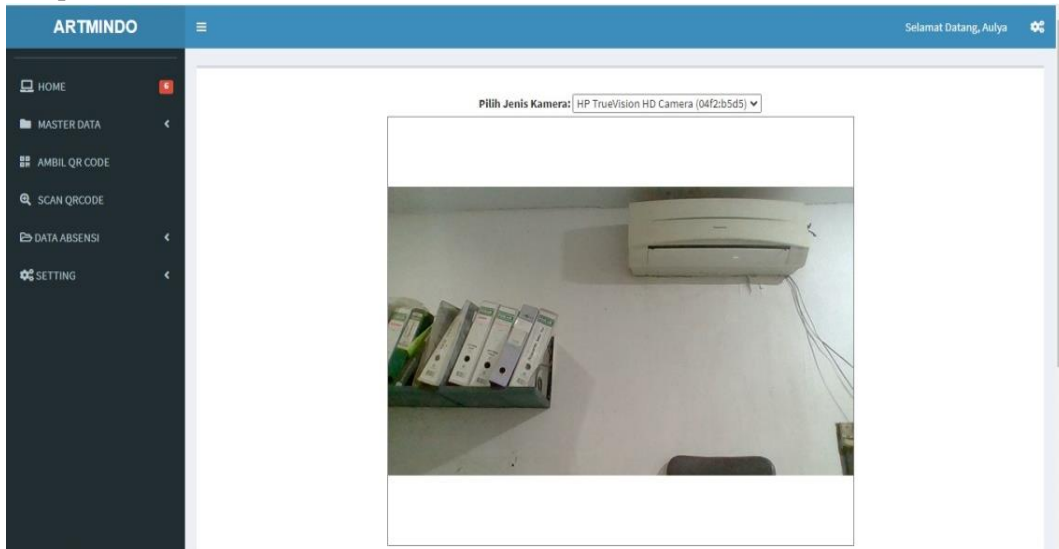 ARTMINDO
Selamat Datang, Aulya
HOME 6
MASTER DATA
AMBIL QR CODE
SCAN QRCODE
DATA ABSENSI
SETTING
Pilih Jenis Kamera: HP TrueVision HD Camera (04f2:b5d5)